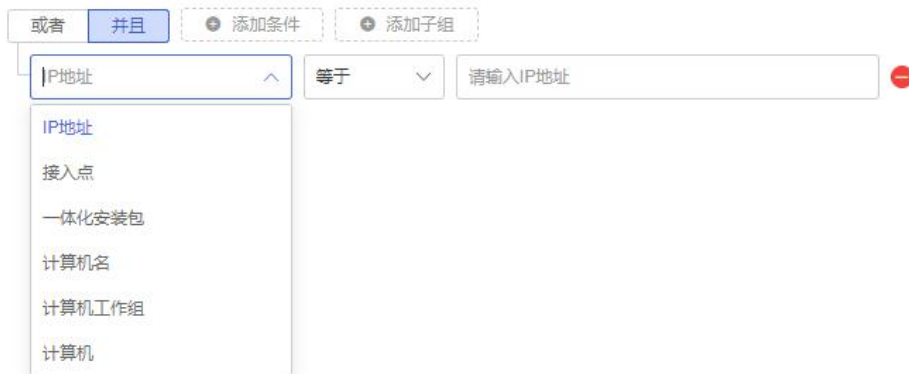 或者 并且 添加条件 添加子组
IP地址 等于 请输入IP地址
IP地址
接入点
一体化安装包
计算机名
计算机工作组
计算机